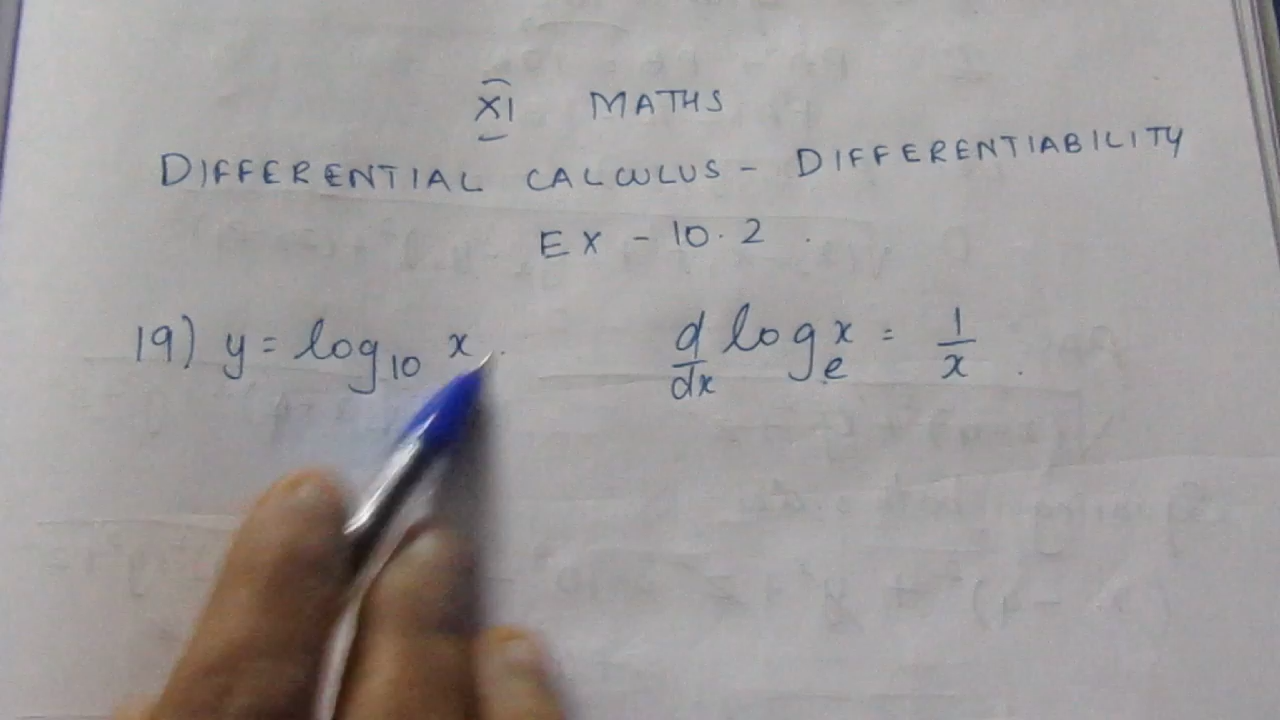 XI MATHS
DIFFERENTIAL CALCULUS - DIFFERENTIABILITY
EX - 10.2 .
19) y = log₁₀ x . d/dx logₑx = 1/x .